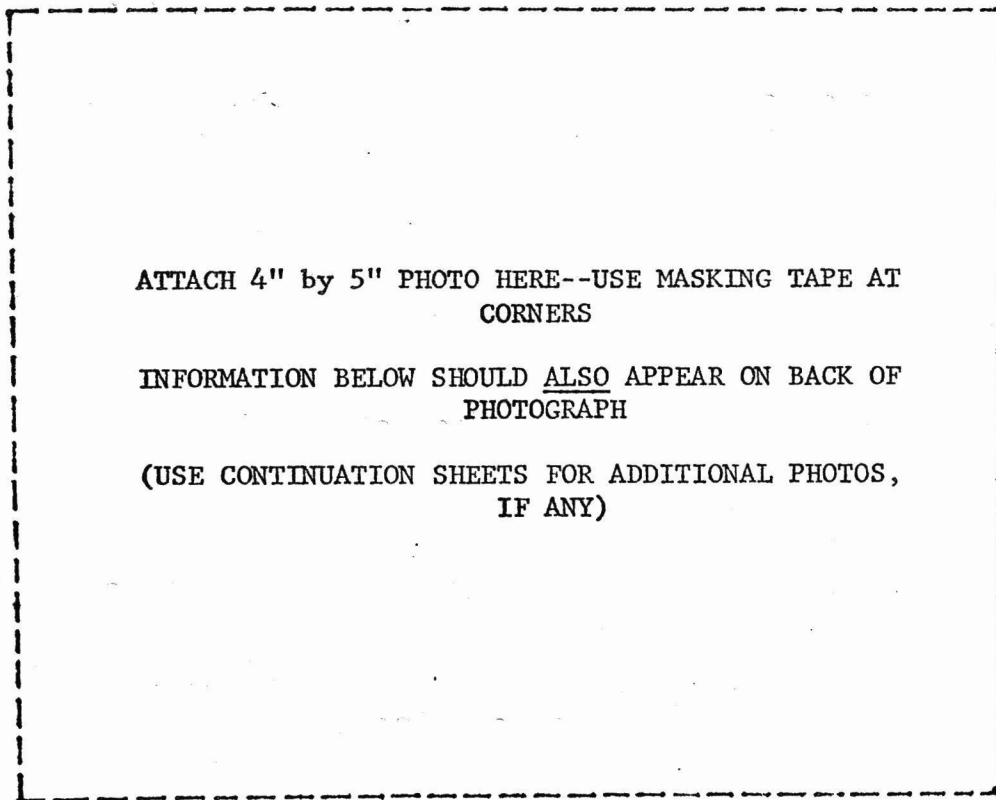 ATTACH 4" by 5" PHOTO HERE--USE MASKING TAPE AT
CORNERS
INFORMATION BELOW SHOULD ALSO APPEAR ON BACK OF
PHOTOGRAPH
(USE CONTINUATION SHEETS FOR ADDITIONAL PHOTOS,
IF ANY)